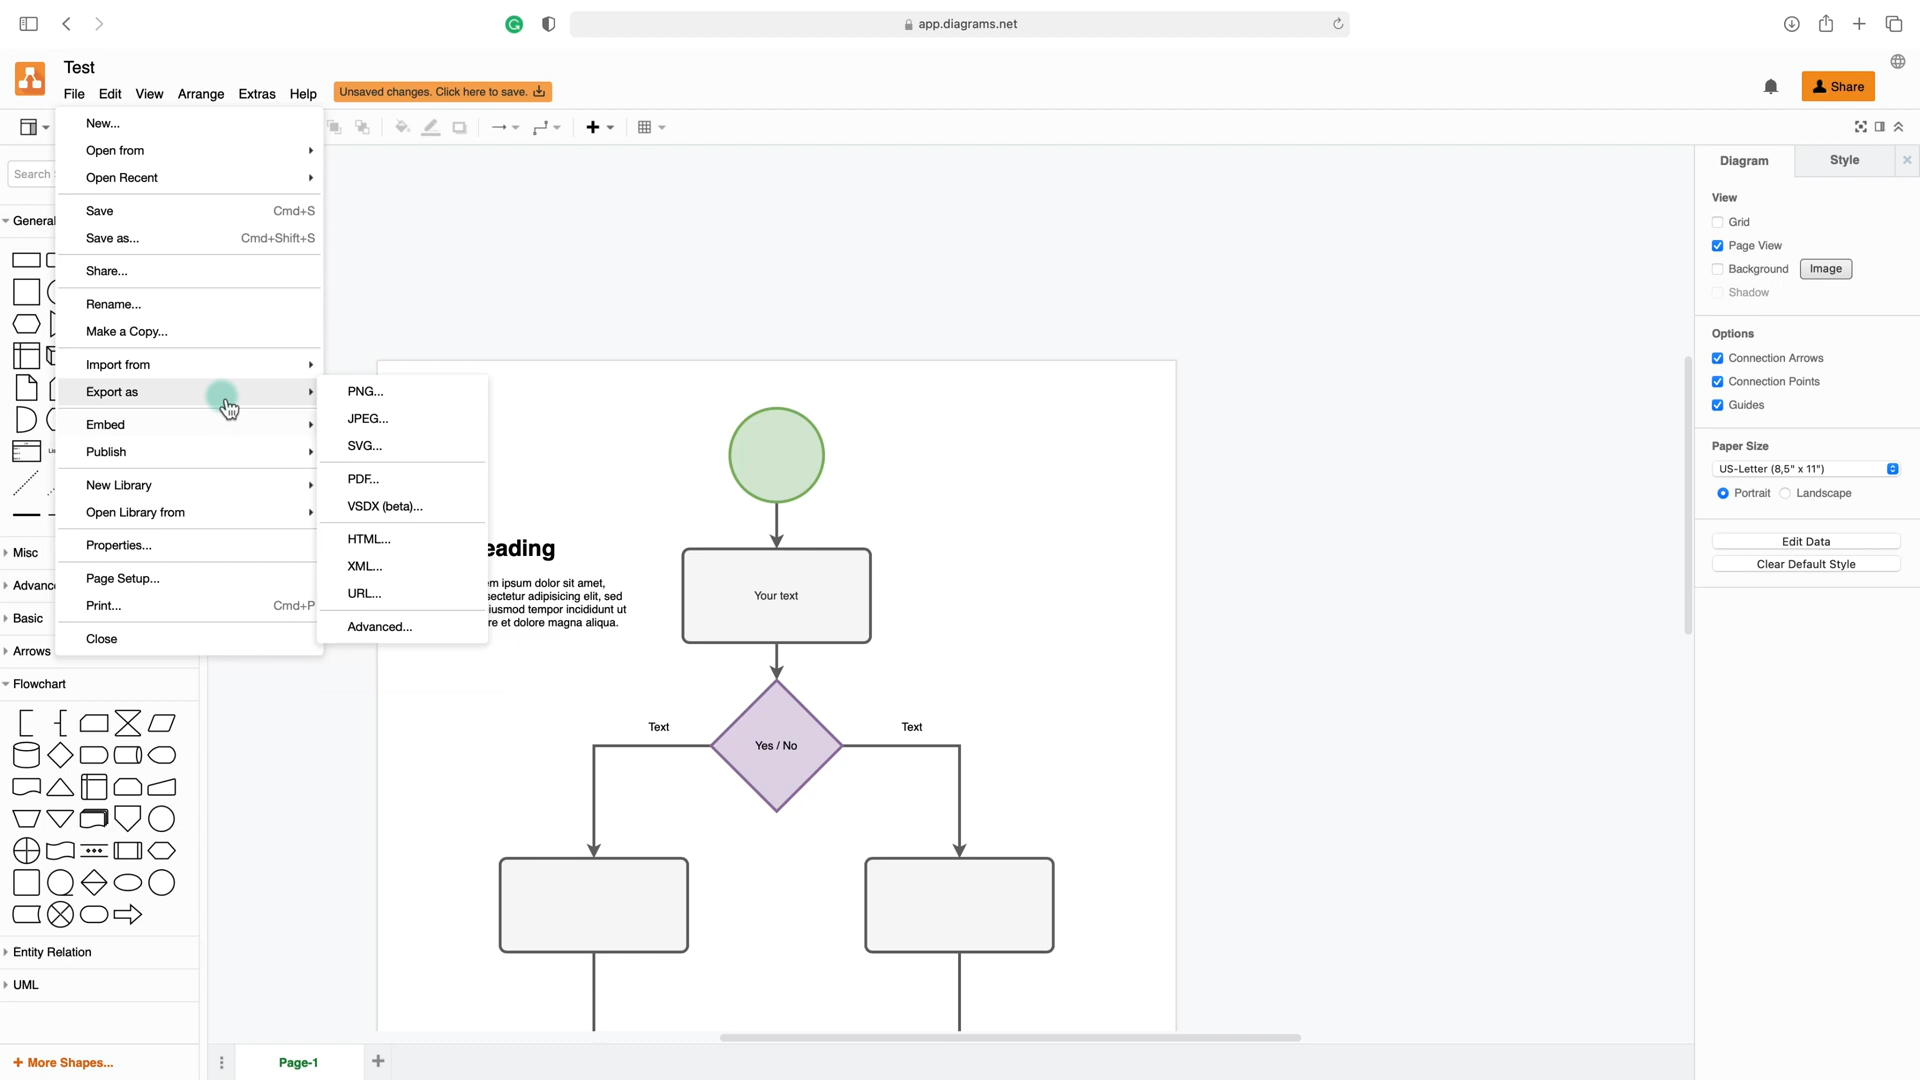 app.diagrams.net
Test
File Edit View Arrange Extras Help
Unsaved changes. Click here to save.
Share
New...
Open from
Open Recent
Save Cmd+S
Save as... Cmd+Shift+S
Share...
Rename...
Make a Copy...
Import from
Export as
Embed
Publish
New Library
Open Library from
Properties...
Page Setup...
Print... Cmd+P
Close
PNG...
JPEG...
SVG...
PDF...
VSDX (beta)...
HTML...
XML...
URL...
Advanced...
Search
General
Misc
Advanc
Basic
Arrows
Flowchart
Entity Relation
UML
+ More Shapes...
eading
em ipsum dolor sit amet,
sectetur adipisicing elit, sed
iusmod tempor incididunt ut
re et dolore magna aliqua.
Your text
Text
Yes / No
Text
Page-1
Diagram Style
View
Grid
Page View
Background Image
Shadow
Options
Connection Arrows
Connection Points
Guides
Paper Size
US-Letter (8,5" x 11")
Portrait Landscape
Edit Data
Clear Default Style